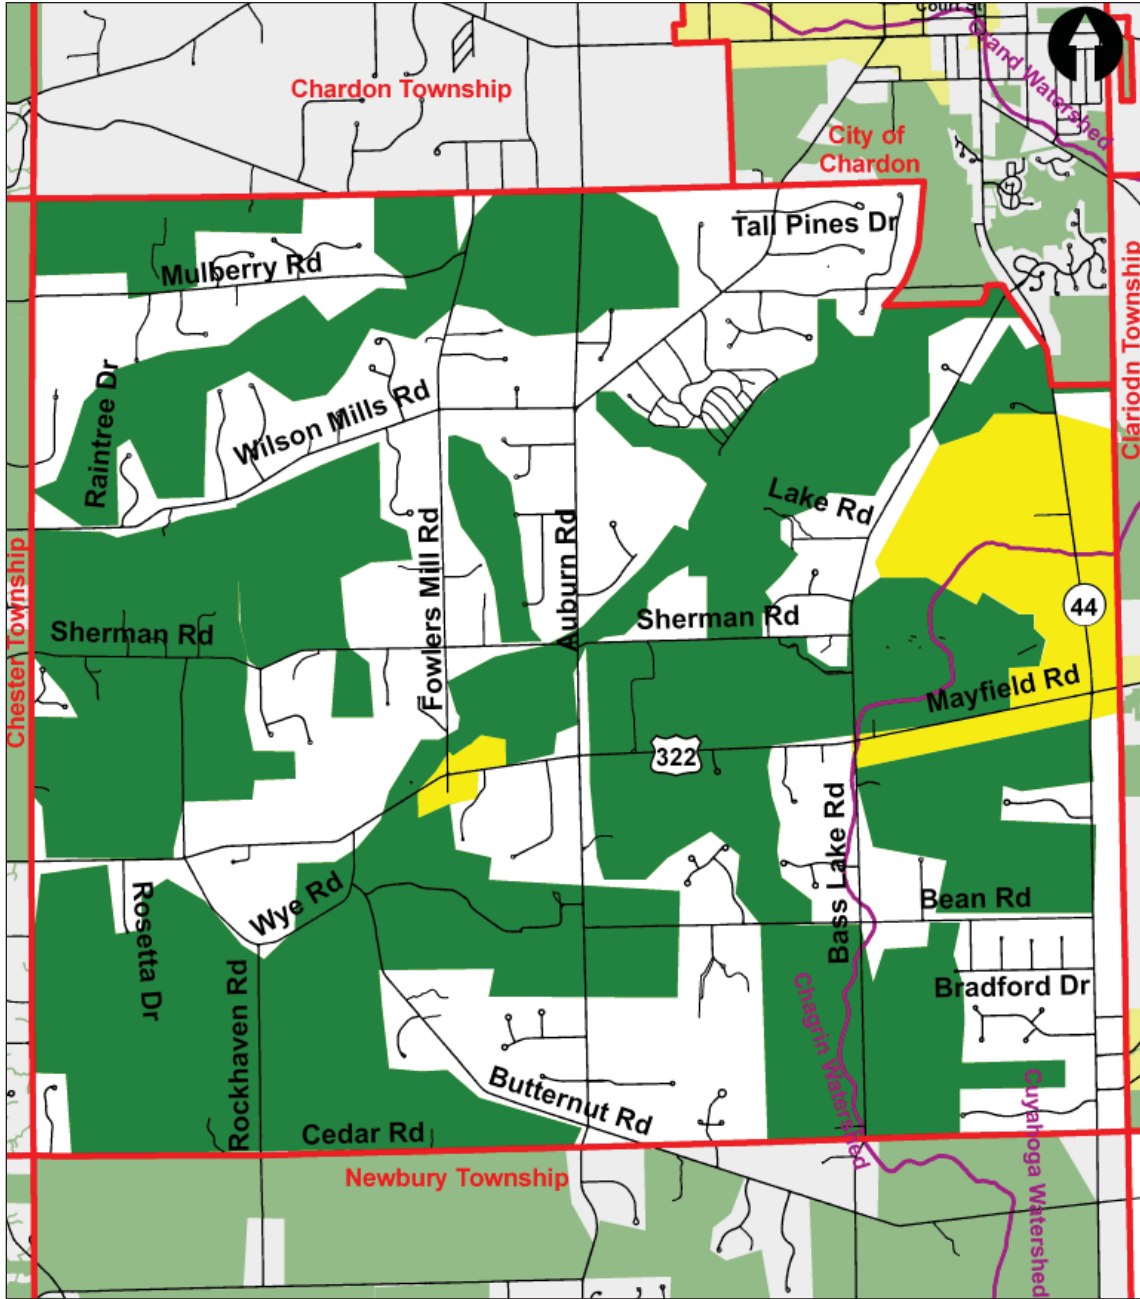 Court St
Grand Watershed
Chardon Township
City of
Chardon
Tall Pines Dr
Mulberry Rd
Clariodn Township
Raintree Dr
Wilson Mills Rd
Lake Rd
Fowlers Mill Rd
Auburn Rd
Chester Township
44
Sherman Rd
Sherman Rd
Mayfield Rd
322
Bass Lake Rd
Rosetta Dr
Wye Rd
Bean Rd
Rockhaven Rd
Bradford Dr
Chagrin Watershed
Butternut Rd
Cuyahoga Watershed
Cedar Rd
Newbury Township